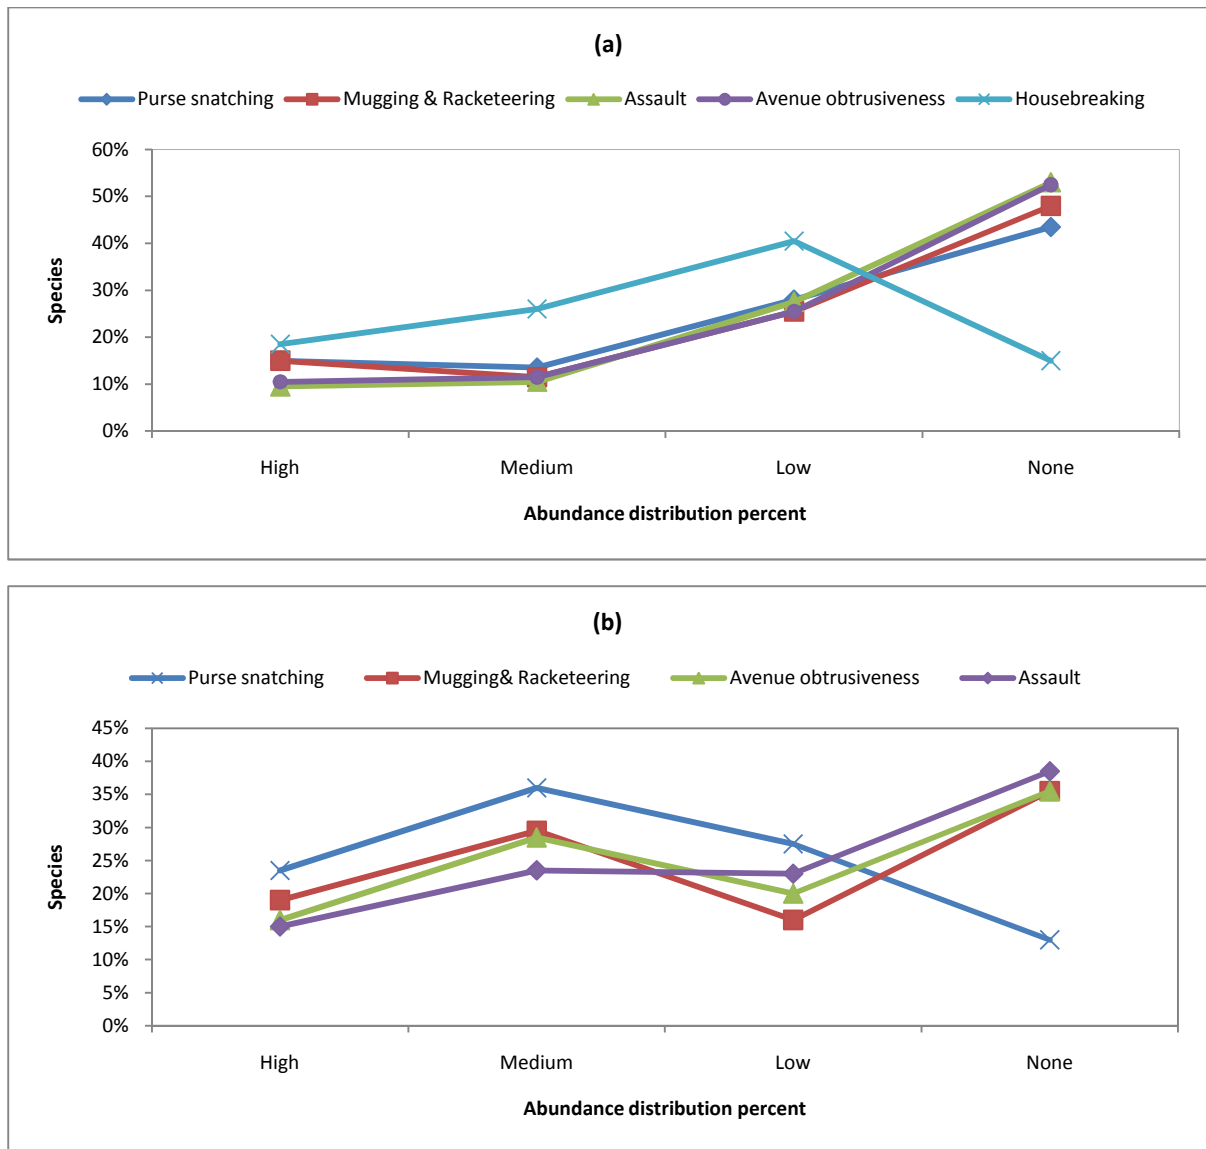 (a)
Purse snatching Mugging & Racketeering Assault Avenue obtrusiveness Housebreaking
60%
50%
40%
30%
20%
10%
0%
Species
High Medium Low None
Abundance distribution percent
(b)
Purse snatching Mugging& Racketeering Avenue obtrusiveness Assault
45%
40%
35%
30%
25%
20%
15%
10%
5%
0%
Species
High Medium Low None
Abundance distribution percent